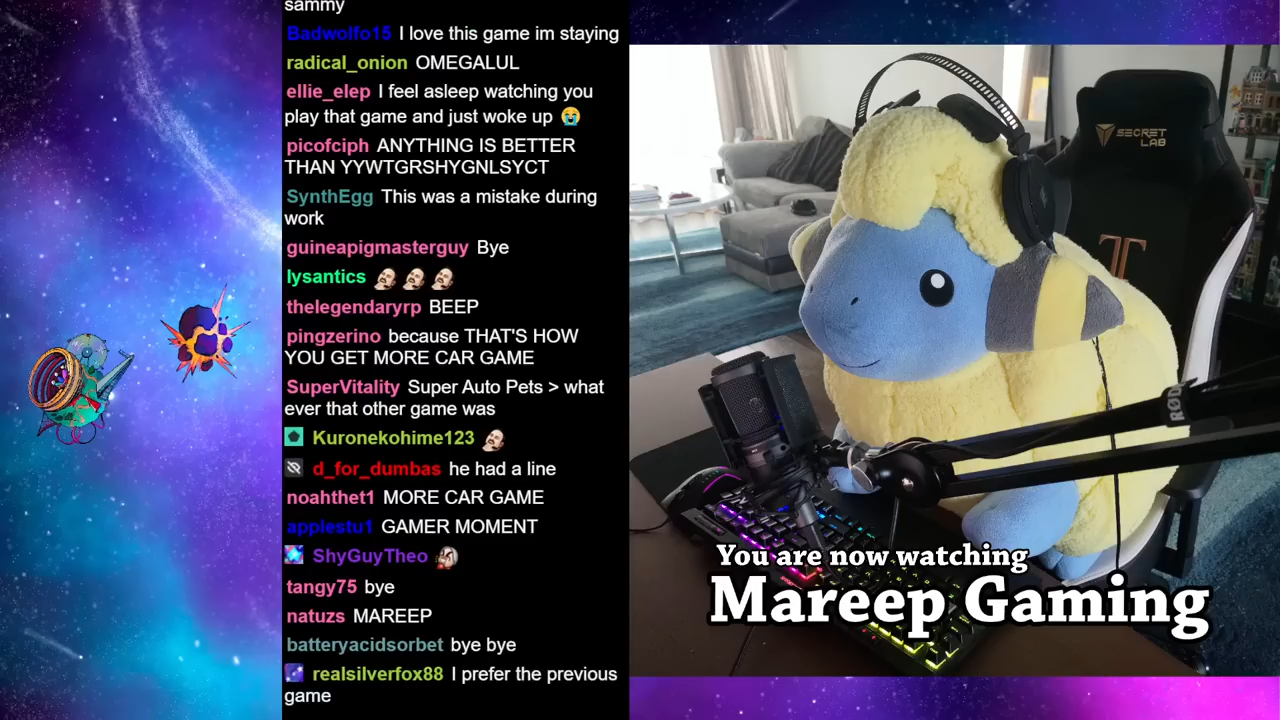 sammy
Badwolfo15 I love this game im staying
radical_onion OMEGALUL
ellie_elep I feel asleep watching you
play that game and just woke up 😭
picofciph ANYTHING IS BETTER
THAN YYWTGRSHYGNLSYCT
SynthEgg This was a mistake during
work
guineapigmasterguy Bye
lysantics
thelegendaryrp BEEP
pingzerino because THAT'S HOW
YOU GET MORE CAR GAME
SuperVitality Super Auto Pets > what
ever that other game was
Kuronekohime123
d_for_dumbas he had a line
noahthet1 MORE CAR GAME
applestu1 GAMER MOMENT
ShyGuyTheo
tangy75 bye
natuzs MAREEP
batteryacidsorbet bye bye
realsilverfox88 I prefer the previous
game
SECRET
LAB
RØDE
You are now watching
Mareep Gaming